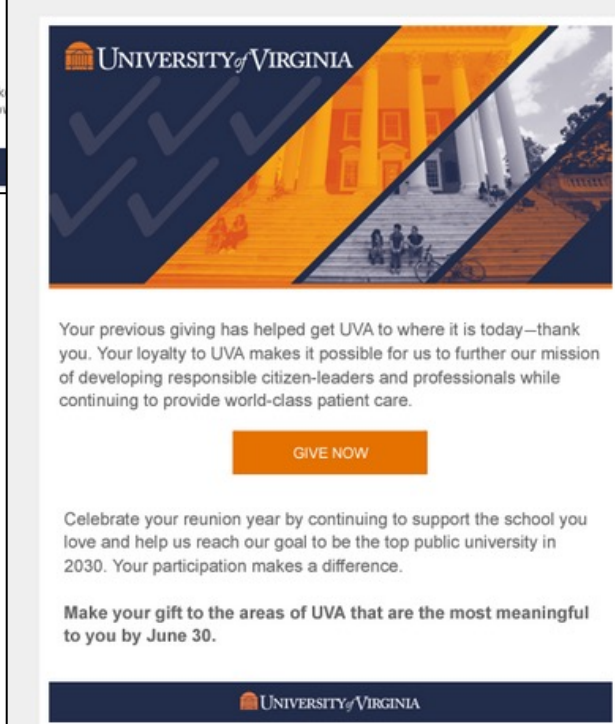 UNIVERSITY of VIRGINIA
Your previous giving has helped get UVA to where it is today—thank
you. Your loyalty to UVA makes it possible for us to further our mission
of developing responsible citizen-leaders and professionals while
continuing to provide world-class patient care.
GIVE NOW
Celebrate your reunion year by continuing to support the school you
love and help us reach our goal to be the top public university in
2030. Your participation makes a difference.
Make your gift to the areas of UVA that are the most meaningful
to you by June 30.
UNIVERSITY of VIRGINIA